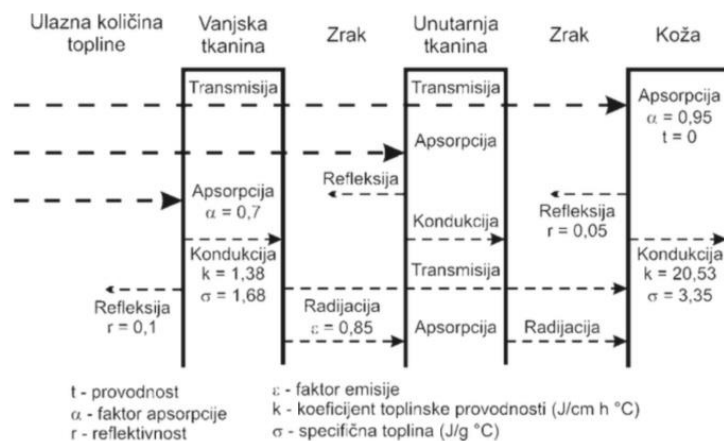 Ulazna količina
topline
Vanjska
tkanina
Zrak
Unutarnja
tkanina
Zrak
Koža
Transmisija
Transmisija
Apsorpcija
α = 0,95
t = 0
Apsorpcija
Refleksija
Apsorpcija
α = 0,7
Refleksija
r = 0,05
Kondukcija
Kondukcija
k = 1,38
σ = 1,68
Kondukcija
k = 20,53
σ = 3,35
Transmisija
Refleksija
r = 0,1
Radijacija
ε = 0,85
Apsorpcija
Radijacija
t - provodnost
α - faktor apsorpcije
r - reflektivnost
ε - faktor emisije
k - koeficijent toplinske provodnosti (J/cm h °C)
σ - specifična toplina (J/g °C)